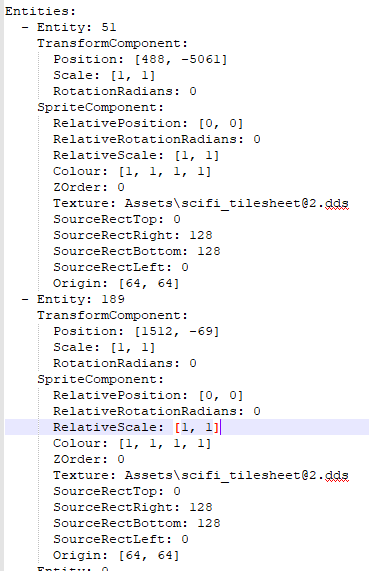 Entities:
- Entity: 51
TransformComponent:
Position: [488, -5061]
Scale: [1, 1]
RotationRadians: 0
SpriteComponent:
RelativePosition: [0, 0]
RelativeRotationRadians: 0
RelativeScale: [1, 1]
Colour: [1, 1, 1, 1]
ZOrder: 0
Texture: Assets\scifi_tilesheet@2.dds
SourceRectTop: 0
SourceRectRight: 128
SourceRectBottom: 128
SourceRectLeft: 0
Origin: [64, 64]
- Entity: 189
TransformComponent:
Position: [1512, -69]
Scale: [1, 1]
RotationRadians: 0
SpriteComponent:
RelativePosition: [0, 0]
RelativeRotationRadians: 0
RelativeScale: [1, 1]
Colour: [1, 1, 1, 1]
ZOrder: 0
Texture: Assets\scifi_tilesheet@2.dds
SourceRectTop: 0
SourceRectRight: 128
SourceRectBottom: 128
SourceRectLeft: 0
Origin: [64, 64]